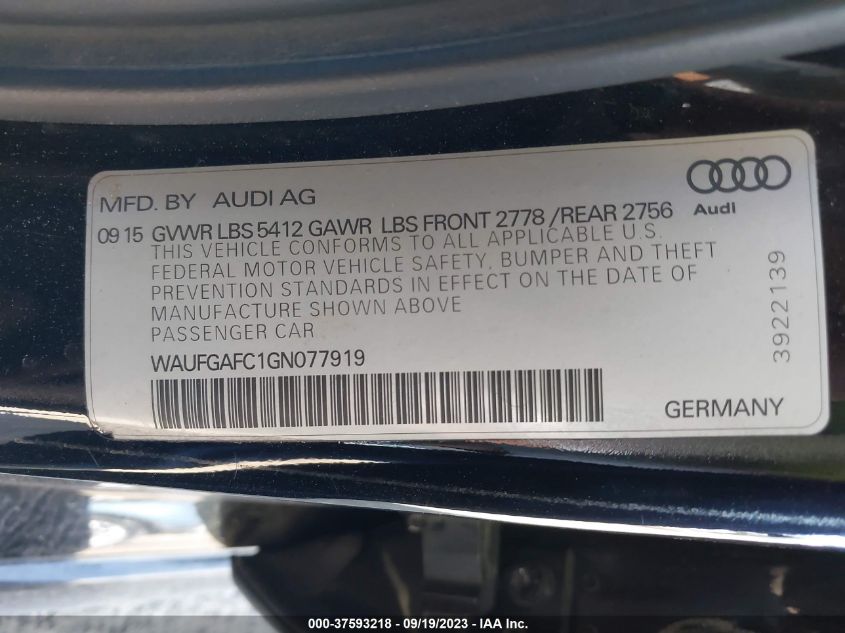 MFD. BY AUDI AG
Audi
09 15 GVWR LBS 5412 GAWR LBS FRONT 2778 /REAR 2756
THIS VEHICLE CONFORMS TO ALL APPLICABLE U.S.
FEDERAL MOTOR VEHICLE SAFETY, BUMPER AND THEFT
PREVENTION STANDARDS IN EFFECT ON THE DATE OF
MANUFACTURE SHOWN ABOVE
PASSENGER CAR
39222139
WAUFGAFC1GN077919
GERMANY
000-37593218 - 09/19/2023 - IAA Inc.